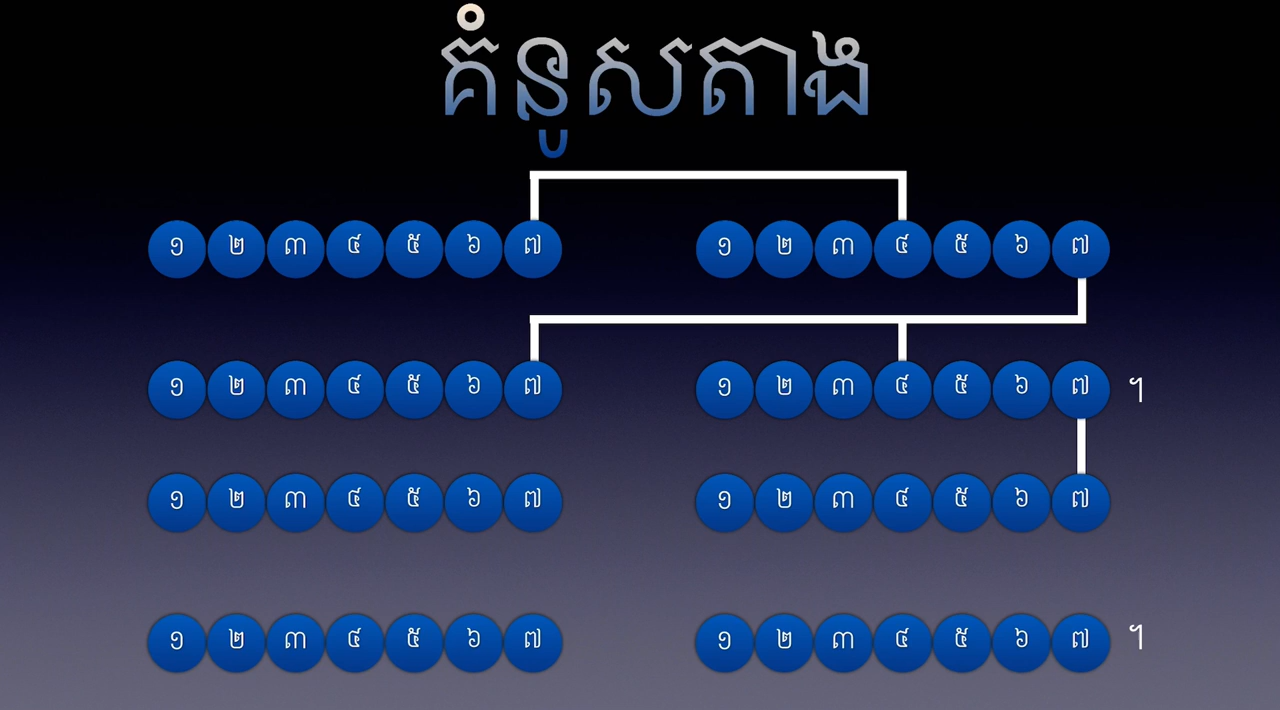 គំនូសតាង
១ ២ ៣ ៤ ៥ ៦ ៧ ១ ២ ៣ ៤ ៥ ៦ ៧
១ ២ ៣ ៤ ៥ ៦ ៧ ១ ២ ៣ ៤ ៥ ៦ ៧ ។
១ ២ ៣ ៤ ៥ ៦ ៧ ១ ២ ៣ ៤ ៥ ៦ ៧
១ ២ ៣ ៤ ៥ ៦ ៧ ១ ២ ៣ ៤ ៥ ៦ ៧ ។